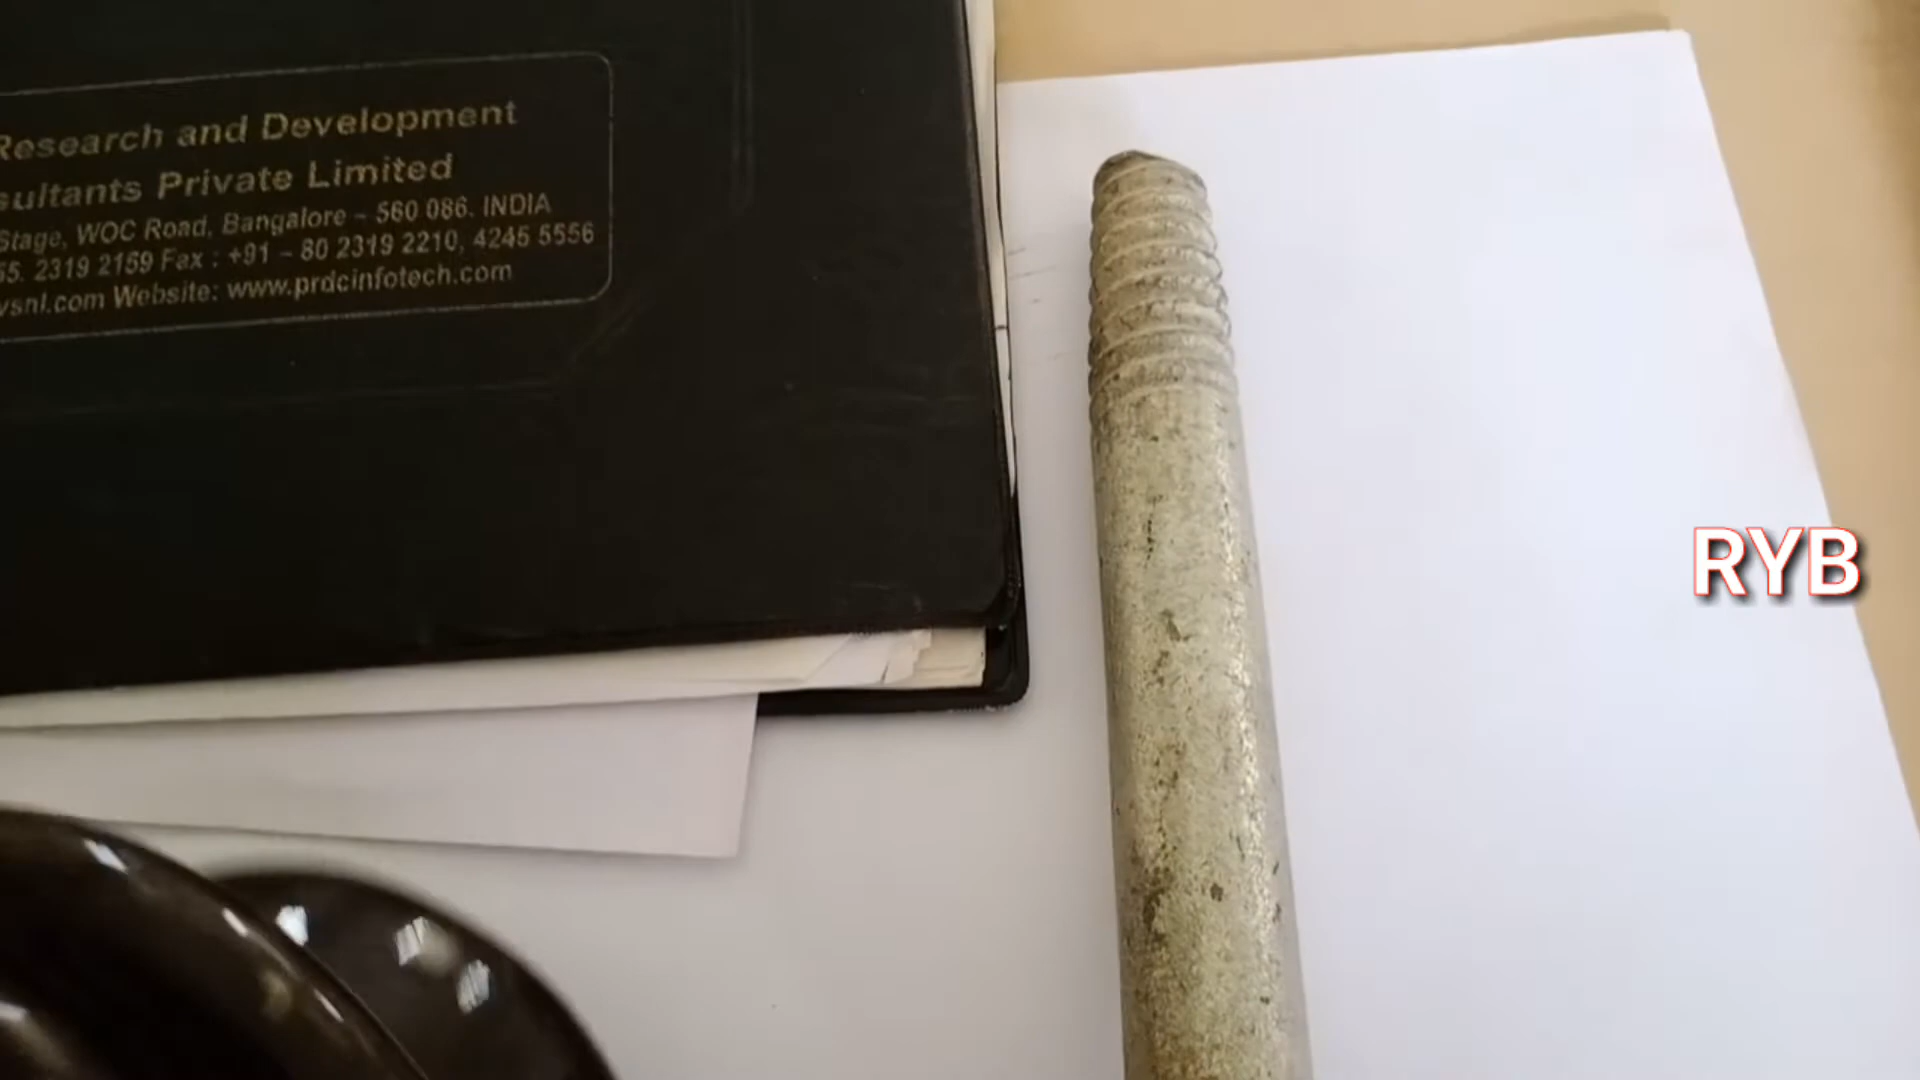 Research and Development
sultants Private Limited
Stage, WOC Road, Bangalore - 560 086. INDIA
55. 2319 2159 Fax : +91 - 80 2319 2210, 4245 5556
vsnl.com Website: www.prdcinfotech.com
RYB